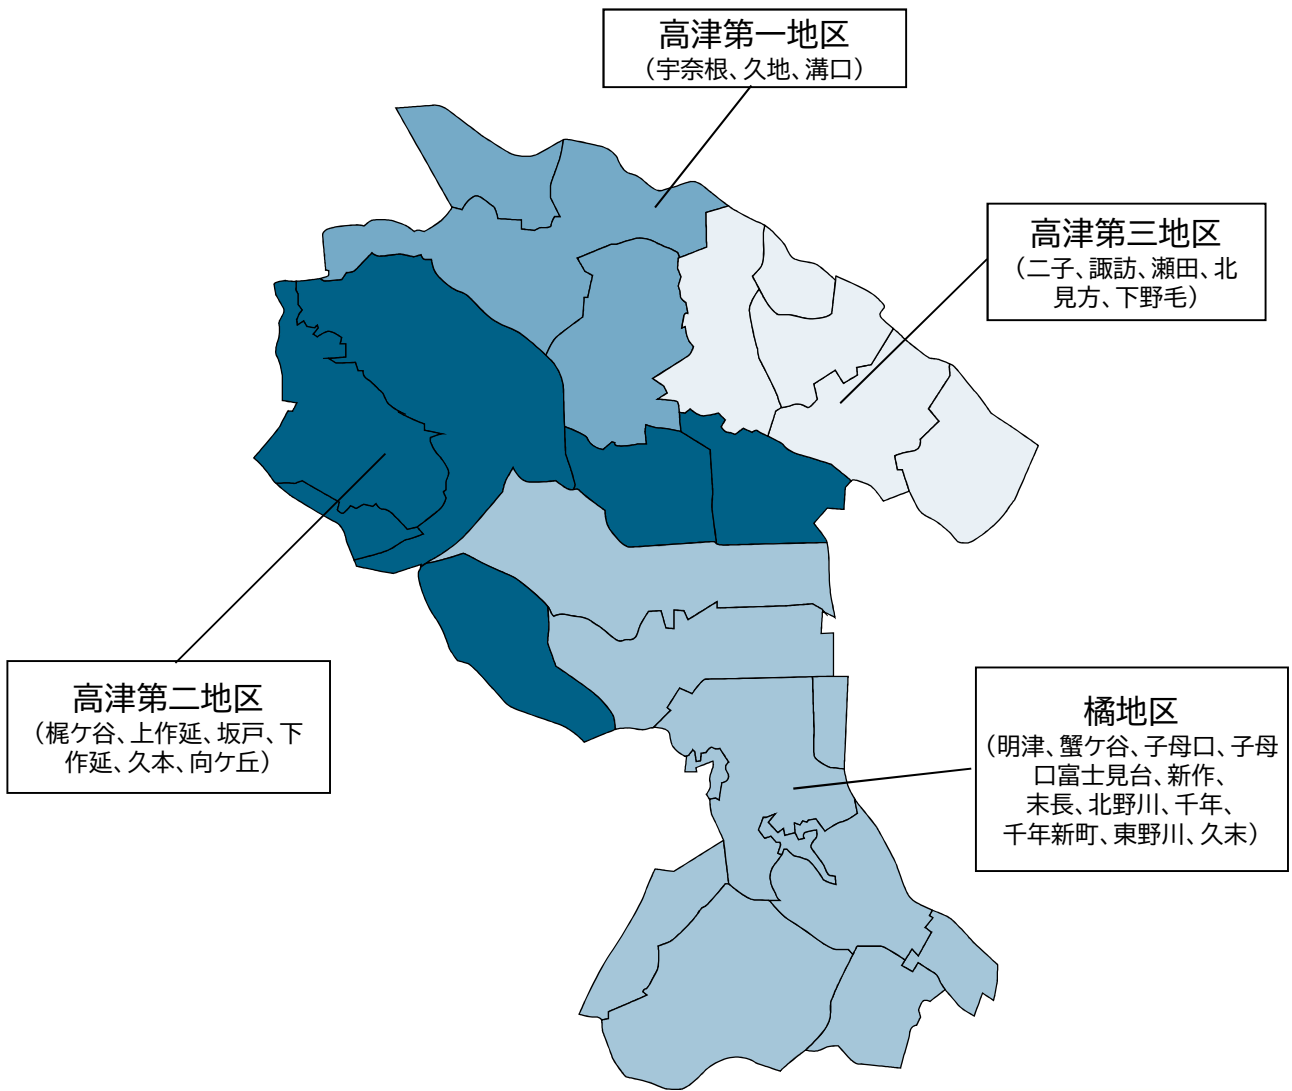 高津第一地区
（宇奈根、久地、溝口）
高津第三地区
（二子、諏訪、瀬田、北
見方、下野毛）
高津第二地区
（梶ケ谷、上作延、坂戸、下
作延、久本、向ケ丘）
橘地区
（明津、蟹ケ谷、子母口、子母
口富士見台、新作、
末長、北野川、千年、
千年新町、東野川、久末）